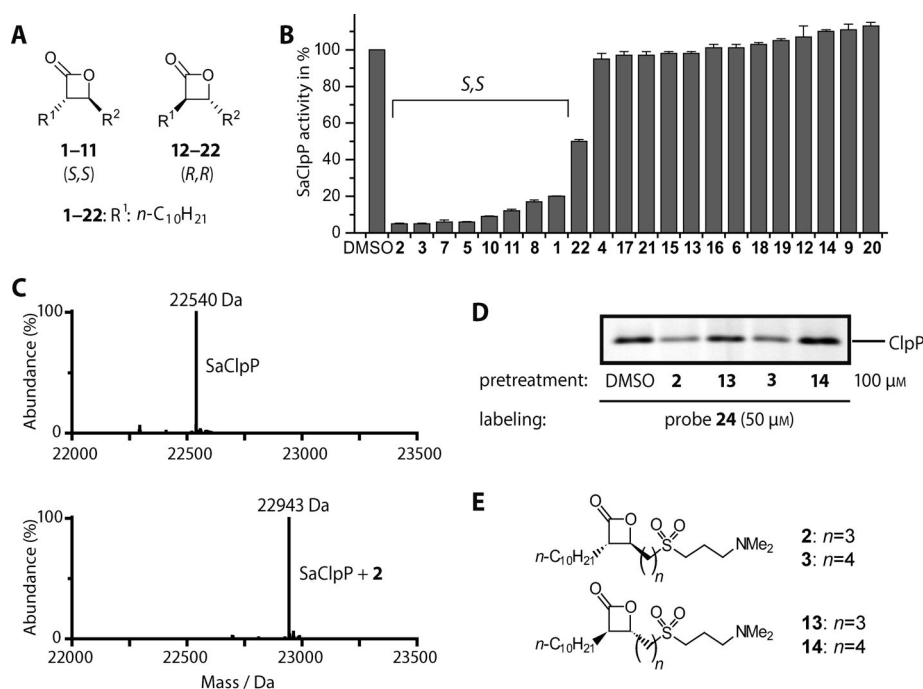 A
O
O
R¹
R²
1–11
(S,S)
O
O
R¹
R²
12–22
(R,R)
1–22: R¹: n-C₁₀H₂₁
B
SaClpP activity in %
100
80
60
40
20
0
S,S
DMSO 2 3 7 5 10 11 8 1 22 4 17 21 15 13 16 6 18 19 12 14 9 20
C
Abundance (%)
100
0
22540 Da
SaClpP
22000 22500 23000 23500
Abundance (%)
100
0
22943 Da
SaClpP + 2
22000 22500 23000 23500
Mass / Da
D
ClpP
pretreatment: DMSO 2 13 3 14 100 μM
labeling: probe 24 (50 μM)
E
O
O
O O
S
NMe₂
n-C₁₀H₂₁
( )n
2: n=3
3: n=4
O
O
O O
S
NMe₂
n-C₁₀H₂₁
( )n
13: n=3
14: n=4